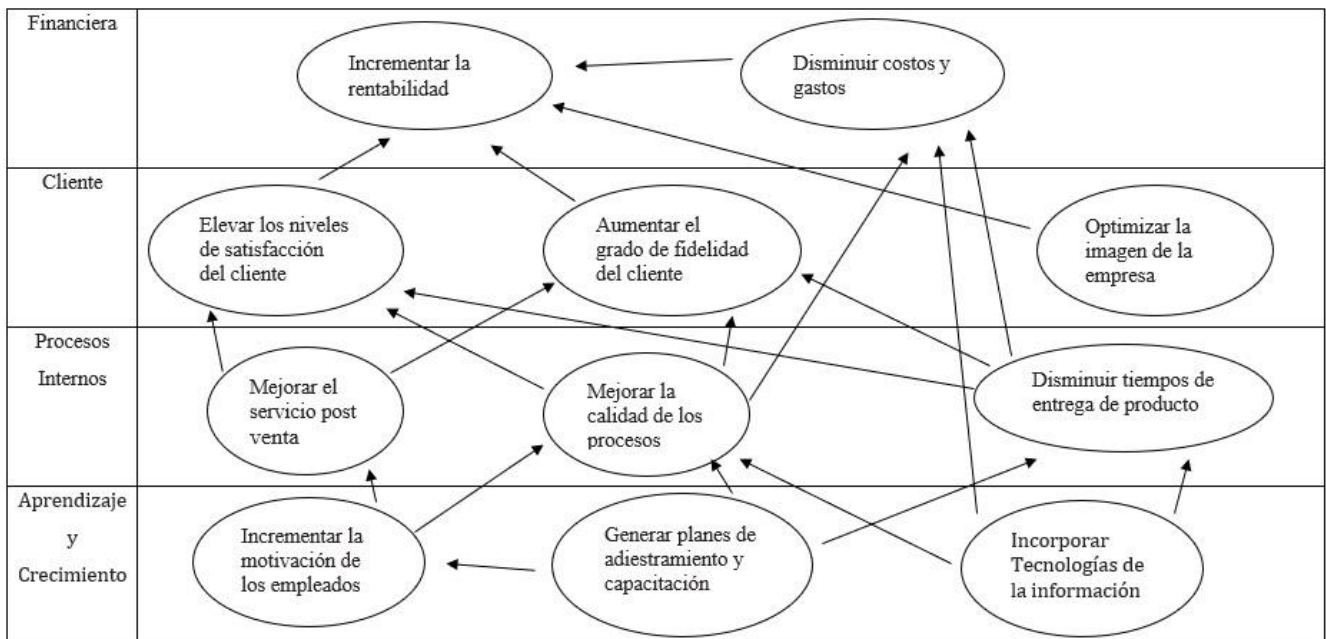 Financiera
Incrementar la
rentabilidad
Disminuir costos y
gastos
Cliente
Elevar los niveles
de satisfacción
del cliente
Aumentar el
grado de fidelidad
del cliente
Optimizar la
imagen de la
empresa
Procesos
Internos
Mejorar el
servicio post
venta
Mejorar la
calidad de los
procesos
Disminuir tiempos de
entrega de producto
Aprendizaje
y
Crecimiento
Incrementar la
motivación de
los empleados
Generar planes de
adiestramiento y
capacitación
Incorporar
Tecnologías de
la información